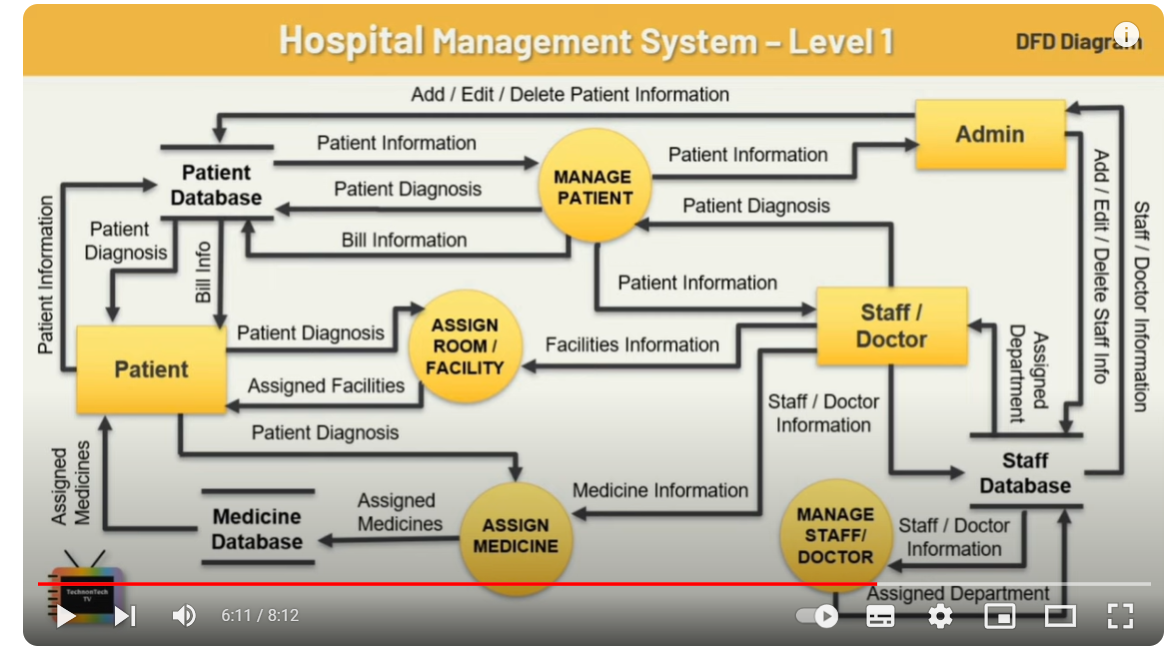 Hospital Management System – Level 1
DFD Diagram
Add / Edit / Delete Patient Information
Admin
Patient Information
MANAGE
PATIENT
Patient Information
Patient
Database
Patient Diagnosis
Patient Diagnosis
Bill Information
Patient
Diagnosis
Bill Info
Patient Information
Add / Edit / Delete Staff Info
Staff / Doctor Information
Patient Information
Staff /
Doctor
ASSIGN
ROOM /
FACILITY
Patient Diagnosis
Facilities Information
Assigned
Department
Patient
Assigned Facilities
Staff / Doctor
Information
Patient Diagnosis
Staff
Database
Assigned
Medicines
Medicine
Database
Assigned
Medicines
Medicine Information
ASSIGN
MEDICINE
MANAGE
STAFF/
DOCTOR
Staff / Doctor
Information
Assigned Department
TechnonTech
TV
6:11 / 8:12